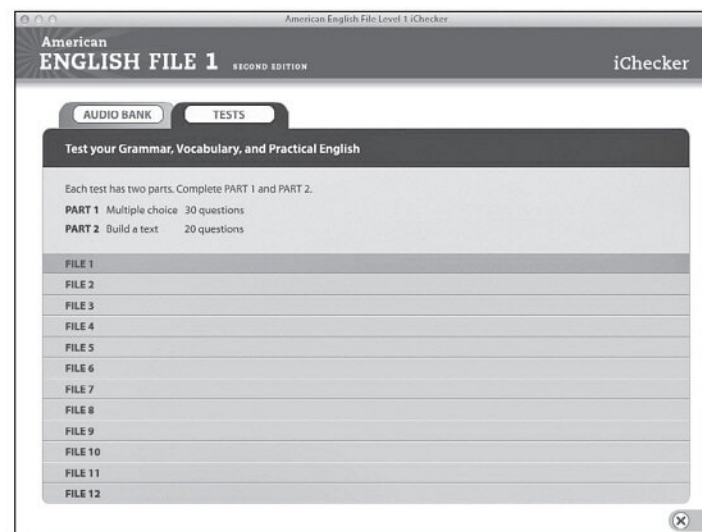 American English File Level 1 iChecker
American
ENGLISH FILE 1 SECOND EDITION
iChecker
AUDIO BANK
TESTS
Test your Grammar, Vocabulary, and Practical English
Each test has two parts. Complete PART 1 and PART 2.
PART 1 Multiple choice 30 questions
PART 2 Build a text 20 questions
FILE 1
FILE 2
FILE 3
FILE 4
FILE 5
FILE 6
FILE 7
FILE 8
FILE 9
FILE 10
FILE 11
FILE 12